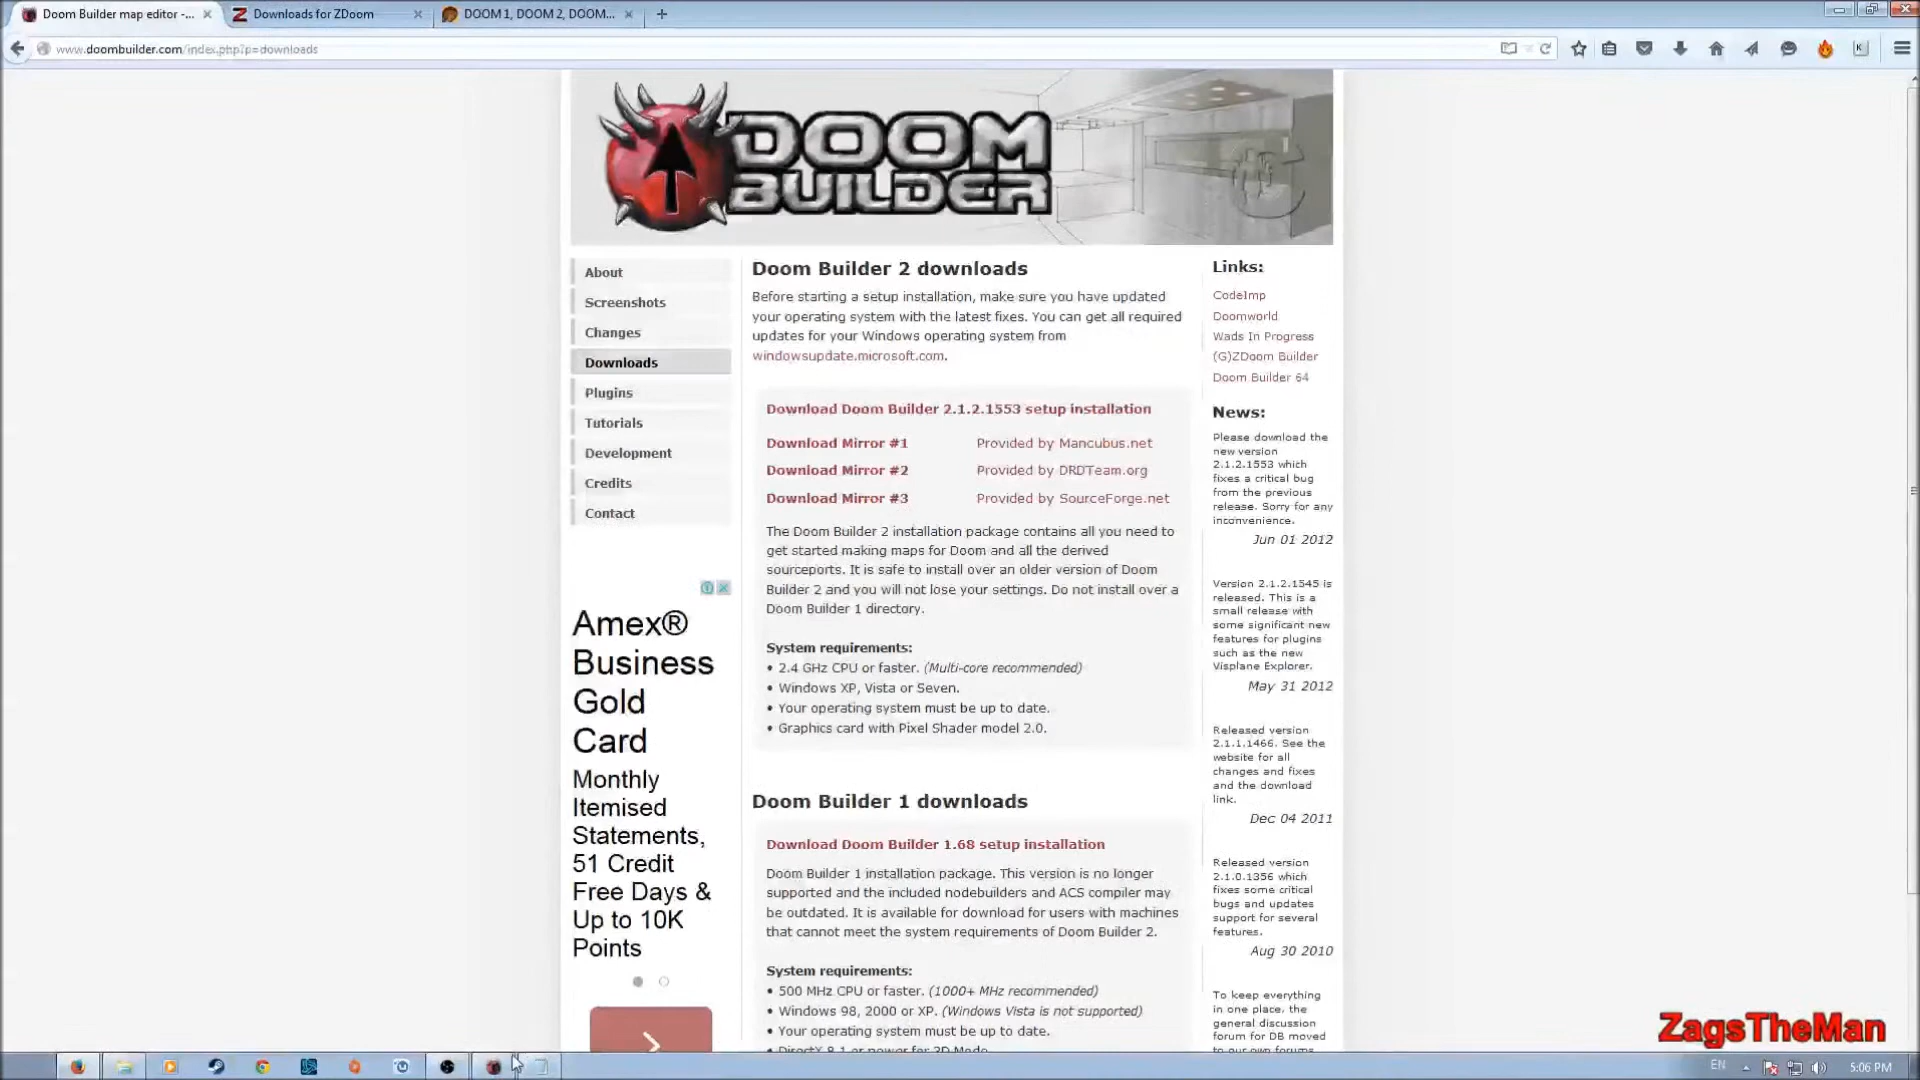 Doom Builder map editor -...
Downloads for ZDoom
DOOM 1, DOOM 2, DOOM...
www.doombuilder.com/index.php?p=downloads
DOOM
BUILDER
About
Screenshots
Changes
Downloads
Plugins
Tutorials
Development
Credits
Contact
Amex®
Business
Gold
Card
Monthly
Itemised
Statements,
51 Credit
Free Days &
Up to 10K
Points
Doom Builder 2 downloads
Before starting a setup installation, make sure you have updated
your operating system with the latest fixes. You can get all required
updates for your Windows operating system from
windowsupdate.microsoft.com.
Download Doom Builder 2.1.2.1553 setup installation
Download Mirror #1 Provided by Mancubus.net
Download Mirror #2 Provided by DRDTeam.org
Download Mirror #3 Provided by SourceForge.net
The Doom Builder 2 installation package contains all you need to
get started making maps for Doom and all the derived
sourceports. It is safe to install over an older version of Doom
Builder 2 and you will not lose your settings. Do not install over a
Doom Builder 1 directory.
System requirements:
• 2.4 GHz CPU or faster. (Multi-core recommended)
• Windows XP, Vista or Seven.
• Your operating system must be up to date.
• Graphics card with Pixel Shader model 2.0.
Doom Builder 1 downloads
Download Doom Builder 1.68 setup installation
Doom Builder 1 installation package. This version is no longer
supported and the included nodebuilders and ACS compiler may
be outdated. It is available for download for users with machines
that cannot meet the system requirements of Doom Builder 2.
System requirements:
• 500 MHz CPU or faster. (1000+ MHz recommended)
• Windows 98, 2000 or XP. (Windows Vista is not supported)
• Your operating system must be up to date.
• DirectX 8.1 or newer for 3D Mode.
Links:
CodeImp
Doomworld
Wads In Progress
(G)ZDoom Builder
Doom Builder 64
News:
Please download the
new version
2.1.2.1553 which
fixes a critical bug
from the previous
release. Sorry for any
inconvenience.
Jun 01 2012
Version 2.1.2.1545 is
released. This is a
small release with
some significant new
features for plugins
such as the new
Visplane Explorer.
May 31 2012
Released version
2.1.1.1466. See the
website for all
changes and fixes
and the download
link.
Dec 04 2011
Released version
2.1.0.1356 which
fixes some critical
bugs and updates
support for several
features.
Aug 30 2010
To keep everything
in one place, the
general discussion
forum for DB moved
to our own forums
ZagsTheMan
EN
5:06 PM